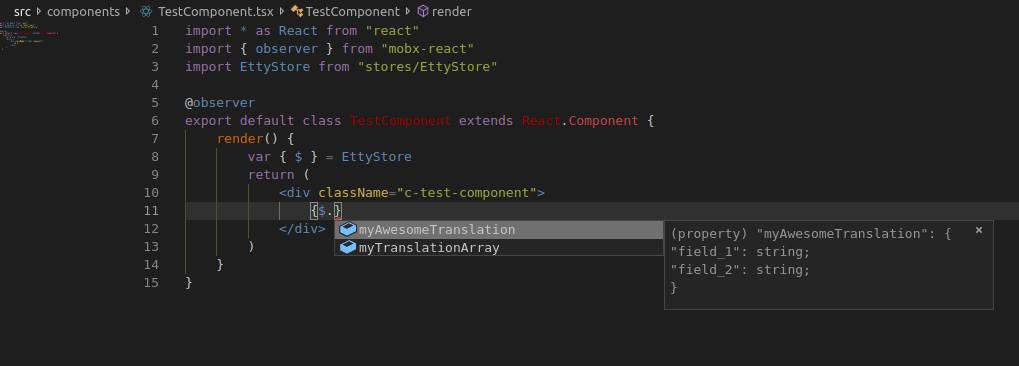 src components TestComponent.tsx TestComponent render
1 import * as React from "react"
2 import { observer } from "mobx-react"
3 import EttyStore from "stores/EttyStore"
4
5 @observer
6 export default class TestComponent extends React.Component {
7 render() {
8 var { $ } = EttyStore
9 return (
10 <div className="c-test-component">
11 {$.}
12 </div>
myAwesomeTranslation
myTranslationArray
(property) "myAwesomeTranslation": {
"field_1": string;
"field_2": string;
}
×
13 )
14 }
15 }